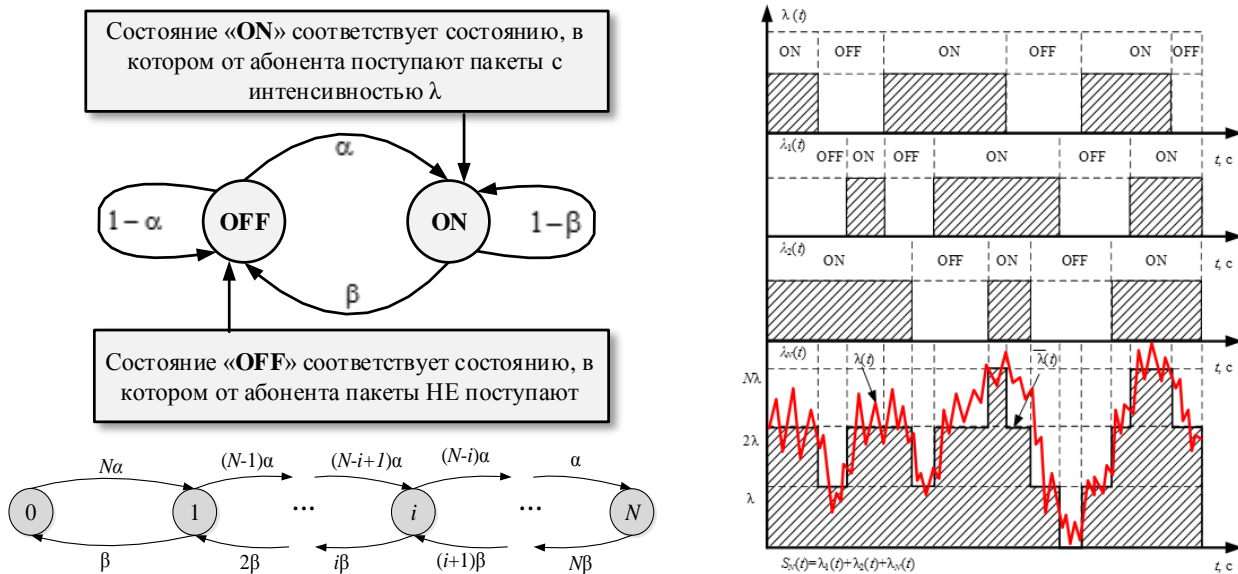 Состояние «ON» соответствует состоянию, в
котором от абонента поступают пакеты с
интенсивностью λ
α
1 − α
OFF
ON
1 − β
β
Состояние «OFF» соответствует состоянию, в
котором от абонента пакеты НЕ поступают
Nα
(N-1)α
(N-i+1)α
(N-i)α
α
0
1
...
i
...
N
β
2β
iβ
(i+1)β
Nβ
λ(t)
ON
OFF
ON
OFF
ON
OFF
t, с
λ₁(t)
OFF
ON
OFF
ON
OFF
ON
t, с
λ₂(t)
ON
OFF
ON
OFF
ON
t, с
λN(t)
λ(t)
λ̅(t)
t, с
Nλ
2λ
λ
t, с
SN(t)=λ₁(t)+λ₂(t)+λN(t)